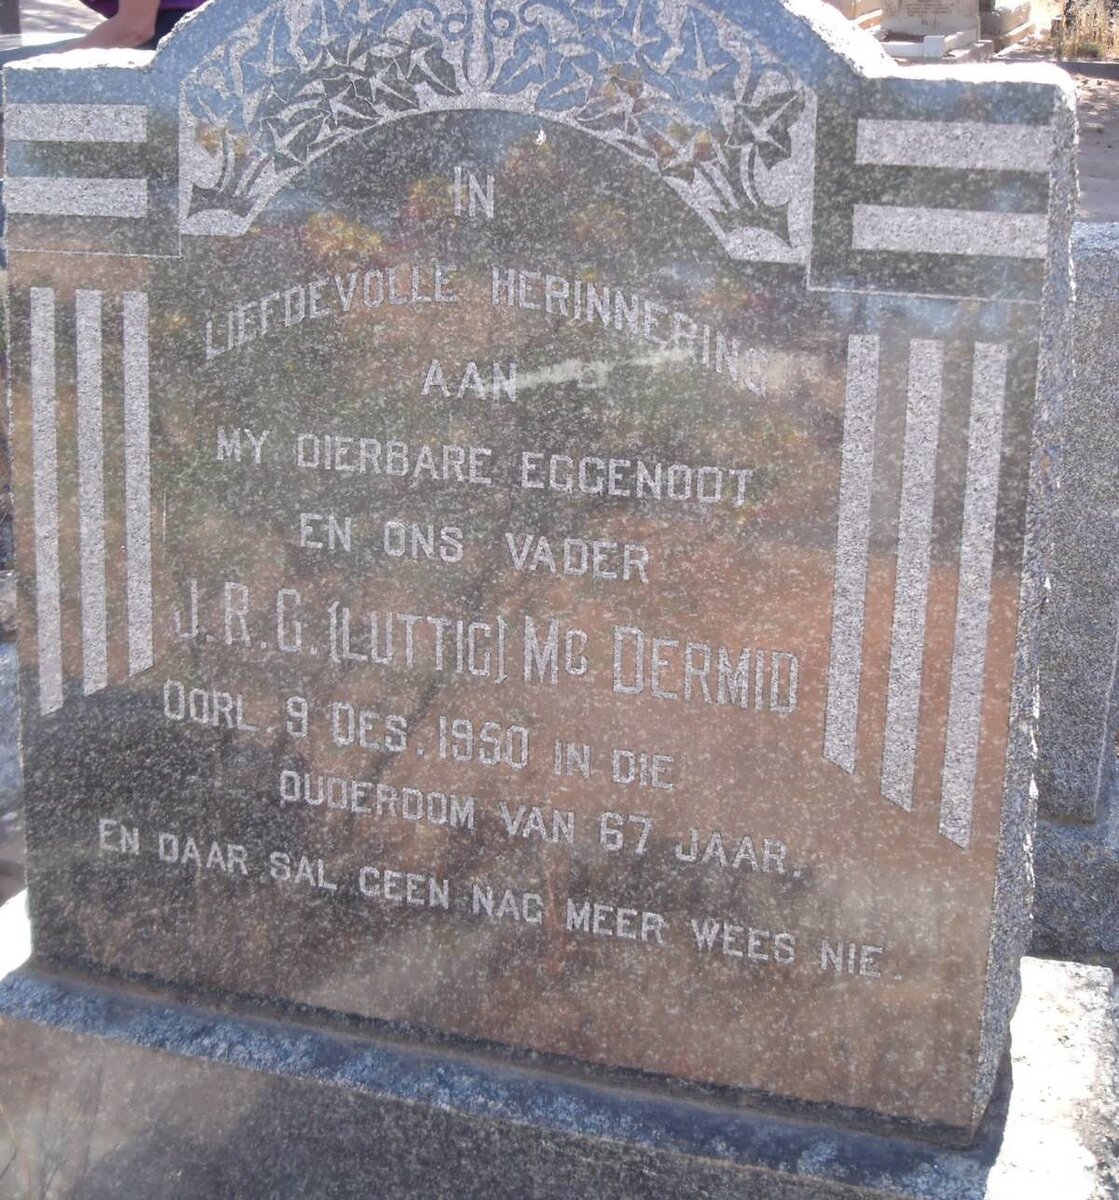 IN
LIEFDEVOLLE HERINNERING
AAN
MY DIERBARE EGGENOOT
EN ONS VADER
J.R.G. (LUTTIG) MC DERMID
OORL. 9 DES. 1950 IN DIE
OUDERDOM VAN 67 JAAR.
EN DAAR SAL GEEN NAG MEER WEES NIE.